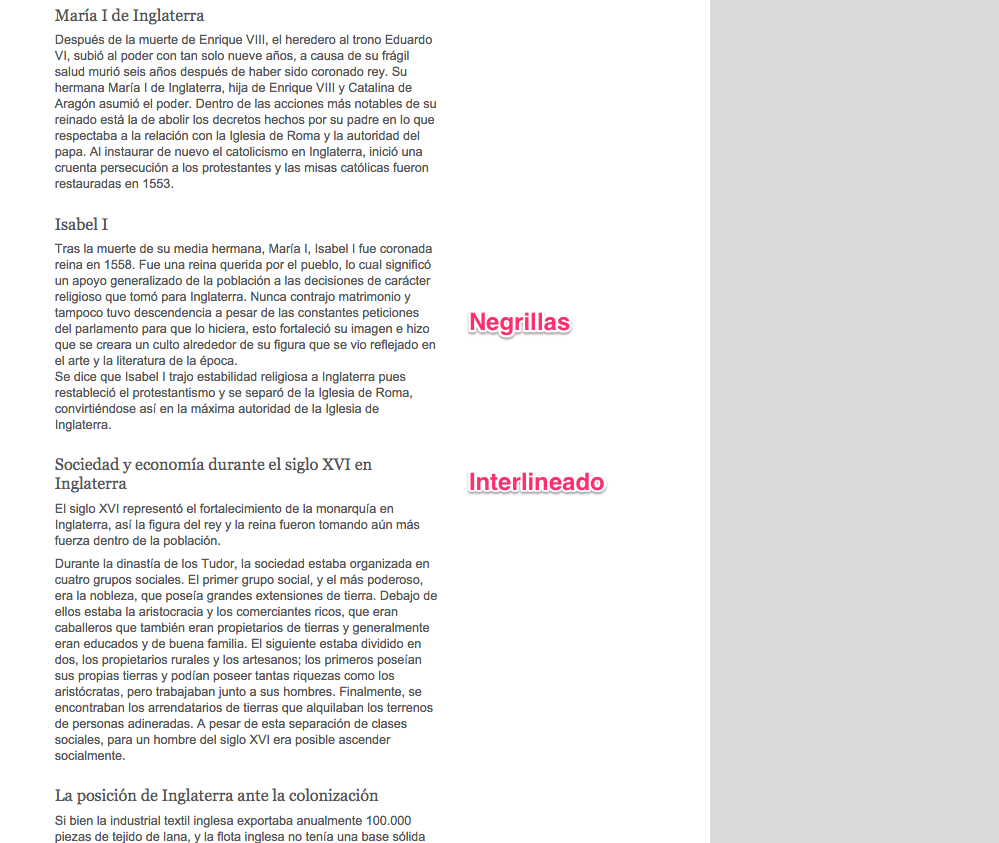 María I de Inglaterra
Después de la muerte de Enrique VIII, el heredero al trono Eduardo
VI, subió al poder con tan solo nueve años, a causa de su frágil
salud murió seis años después de haber sido coronado rey. Su
hermana María I de Inglaterra, hija de Enrique VIII y Catalina de
Aragón asumió el poder. Dentro de las acciones más notables de su
reinado está la de abolir los decretos hechos por su padre en lo que
respectaba a la relación con la Iglesia de Roma y la autoridad del
papa. Al instaurar de nuevo el catolicismo en Inglaterra, inició una
cruenta persecución a los protestantes y las misas católicas fueron
restauradas en 1553.
Isabel I
Tras la muerte de su media hermana, María I, Isabel I fue coronada
reina en 1558. Fue una reina querida por el pueblo, lo cual significó
un apoyo generalizado de la población a las decisiones de carácter
religioso que tomó para Inglaterra. Nunca contrajo matrimonio y
tampoco tuvo descendencia a pesar de las constantes peticiones
del parlamento para que lo hiciera, esto fortaleció su imagen e hizo
que se creara un culto alrededor de su figura que se vio reflejado en
el arte y la literatura de la época.
Se dice que Isabel I trajo estabilidad religiosa a Inglaterra pues
restableció el protestantismo y se separó de la Iglesia de Roma,
convirtiéndose así en la máxima autoridad de la Iglesia de
Inglaterra.
Negrillas
Sociedad y economía durante el siglo XVI en
Inglaterra
Interlineado
El siglo XVI representó el fortalecimiento de la monarquía en
Inglaterra, así la figura del rey y la reina fueron tomando aún más
fuerza dentro de la población.
Durante la dinastía de los Tudor, la sociedad estaba organizada en
cuatro grupos sociales. El primer grupo social, y el más poderoso,
era la nobleza, que poseía grandes extensiones de tierra. Debajo de
ellos estaba la aristocracia y los comerciantes ricos, que eran
caballeros que también eran propietarios de tierras y generalmente
eran educados y de buena familia. El siguiente estaba dividido en
dos, los propietarios rurales y los artesanos; los primeros poseían
sus propias tierras y podían poseer tantas riquezas como los
aristócratas, pero trabajaban junto a sus hombres. Finalmente, se
encontraban los arrendatarios de tierras que alquilaban los terrenos
de personas adineradas. A pesar de esta separación de clases
sociales, para un hombre del siglo XVI era posible ascender
socialmente.
La posición de Inglaterra ante la colonización
Si bien la industrial textil inglesa exportaba anualmente 100.000
piezas de tejido de lana, y la flota inglesa no tenía una base sólida